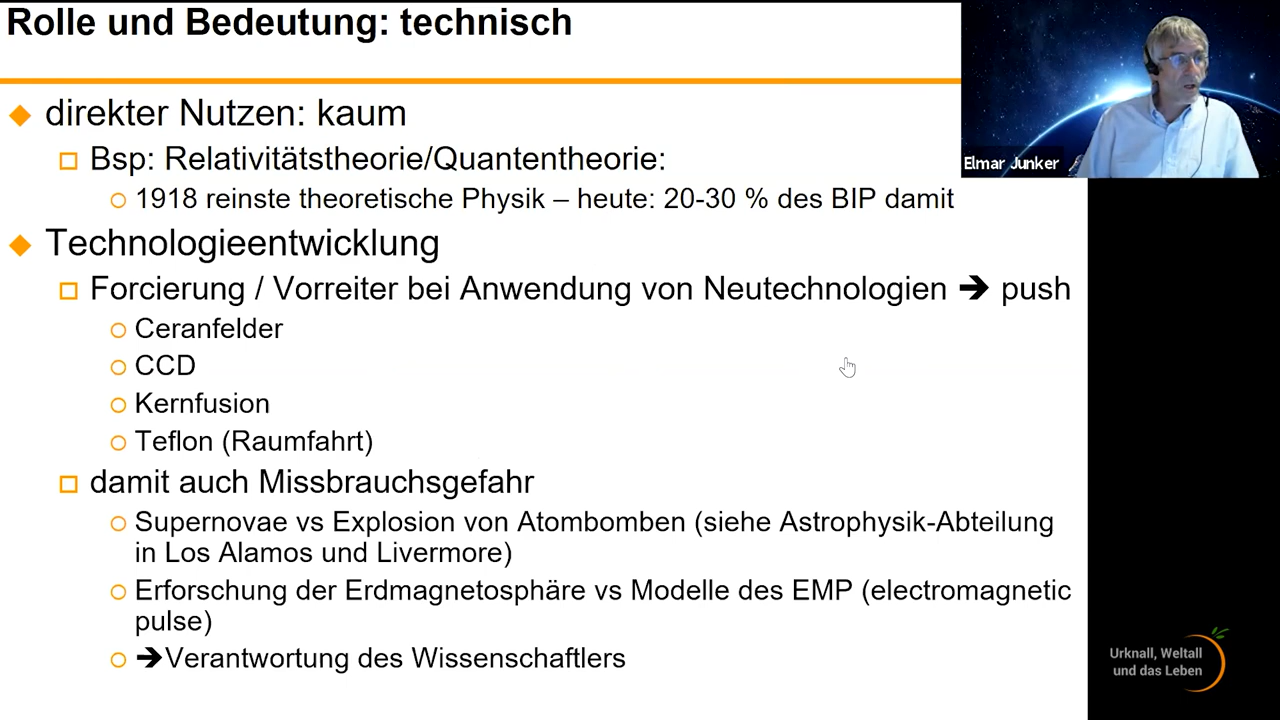 Rolle und Bedeutung: technisch
direkter Nutzen: kaum
Bsp: Relativitätstheorie/Quantentheorie:
1918 reinste theoretische Physik – heute: 20-30 % des BIP damit
Technologieentwicklung
Forcierung / Vorreiter bei Anwendung von Neutechnologien ➔ push
Ceranfelder
CCD
Kernfusion
Teflon (Raumfahrt)
damit auch Missbrauchsgefahr
Supernovae vs Explosion von Atombomben (siehe Astrophysik-Abteilung
in Los Alamos und Livermore)
Erforschung der Erdmagnetosphäre vs Modelle des EMP (electromagnetic
pulse)
➔Verantwortung des Wissenschaftlers
Elmar Junker
Urknall, Weltall
und das Leben